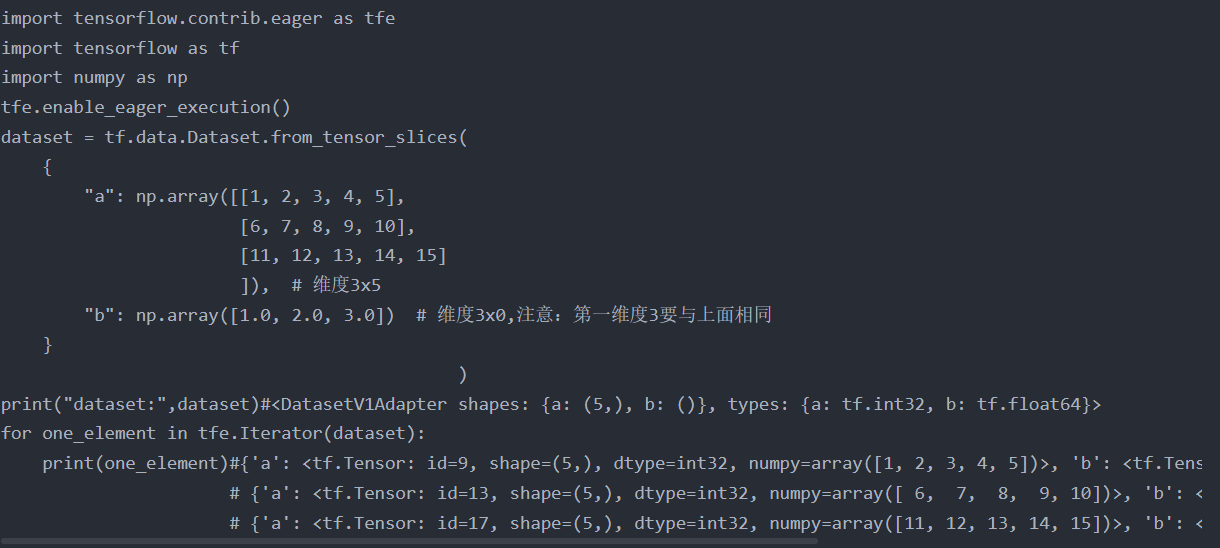 import tensorflow.contrib.eager as tfe
import tensorflow as tf
import numpy as np
tfe.enable_eager_execution()
dataset = tf.data.Dataset.from_tensor_slices(
    {
        "a": np.array([[1, 2, 3, 4, 5],
                       [6, 7, 8, 9, 10],
                       [11, 12, 13, 14, 15]
                       ]),  # 维度3x5
        "b": np.array([1.0, 2.0, 3.0])  # 维度3x0,注意：第一维度3要与上面相同
    }
                                            )
print("dataset:",dataset)#<DatasetV1Adapter shapes: {a: (5,), b: ()}, types: {a: tf.int32, b: tf.float64}>
for one_element in tfe.Iterator(dataset):
    print(one_element)#{'a': <tf.Tensor: id=9, shape=(5,), dtype=int32, numpy=array([1, 2, 3, 4, 5])>, 'b': <tf.Tens
                      # {'a': <tf.Tensor: id=13, shape=(5,), dtype=int32, numpy=array([ 6,  7,  8,  9, 10])>, 'b': <
                      # {'a': <tf.Tensor: id=17, shape=(5,), dtype=int32, numpy=array([11, 12, 13, 14, 15])>, 'b': <